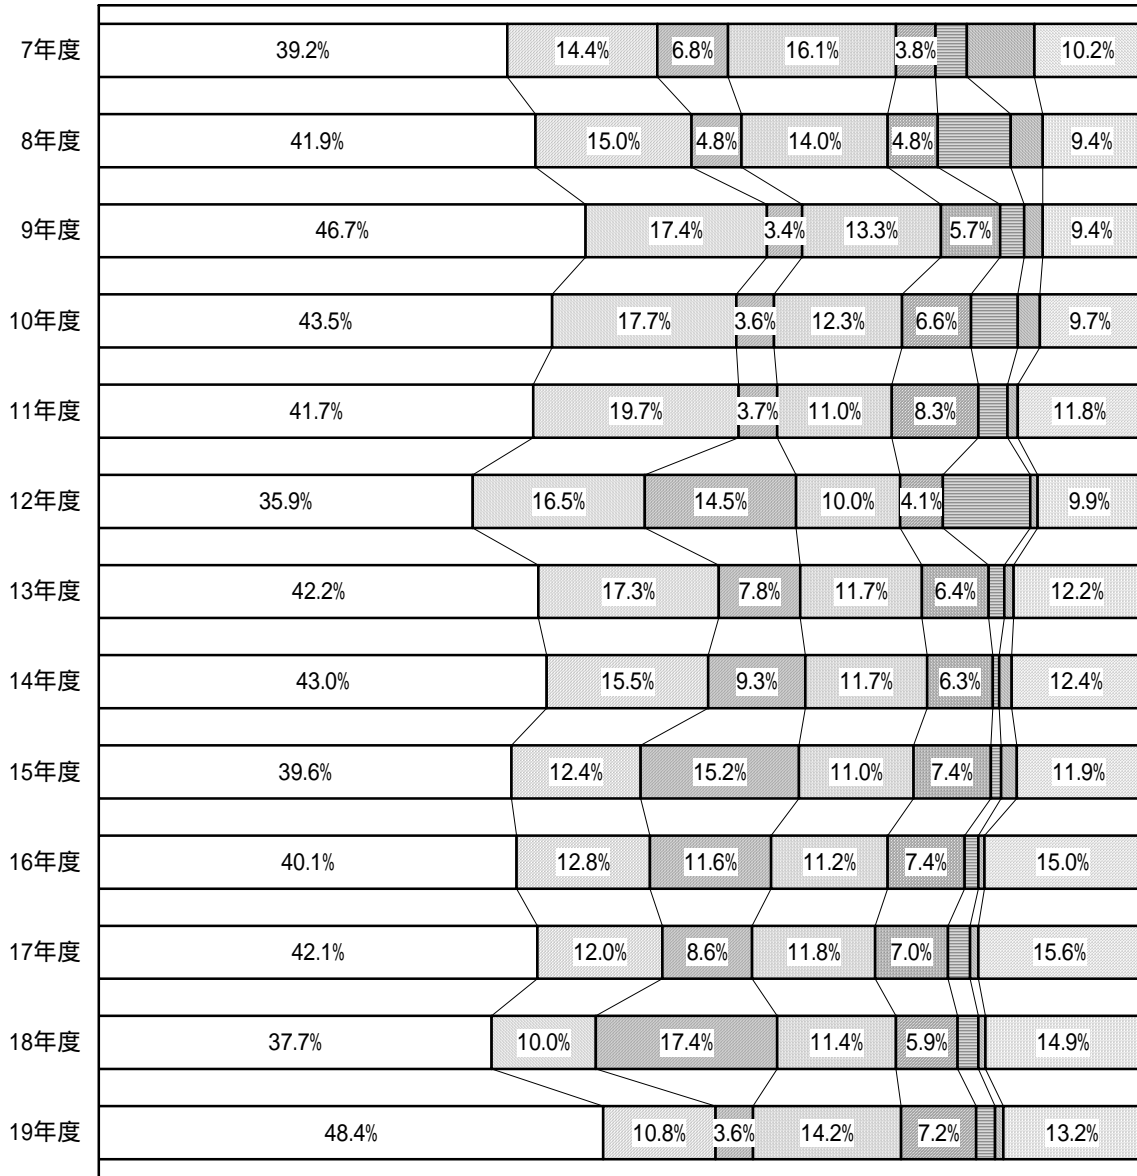 7年度 39.2% 14.4% 6.8% 16.1% 3.8% 10.2%
8年度 41.9% 15.0% 4.8% 14.0% 4.8% 9.4%
9年度 46.7% 17.4% 3.4% 13.3% 5.7% 9.4%
10年度 43.5% 17.7% 3.6% 12.3% 6.6% 9.7%
11年度 41.7% 19.7% 3.7% 11.0% 8.3% 11.8%
12年度 35.9% 16.5% 14.5% 10.0% 4.1% 9.9%
13年度 42.2% 17.3% 7.8% 11.7% 6.4% 12.2%
14年度 43.0% 15.5% 9.3% 11.7% 6.3% 12.4%
15年度 39.6% 12.4% 15.2% 11.0% 7.4% 11.9%
16年度 40.1% 12.8% 11.6% 11.2% 7.4% 15.0%
17年度 42.1% 12.0% 8.6% 11.8% 7.0% 15.6%
18年度 37.7% 10.0% 17.4% 11.4% 5.9% 14.9%
19年度 48.4% 10.8% 3.6% 14.2% 7.2% 13.2%